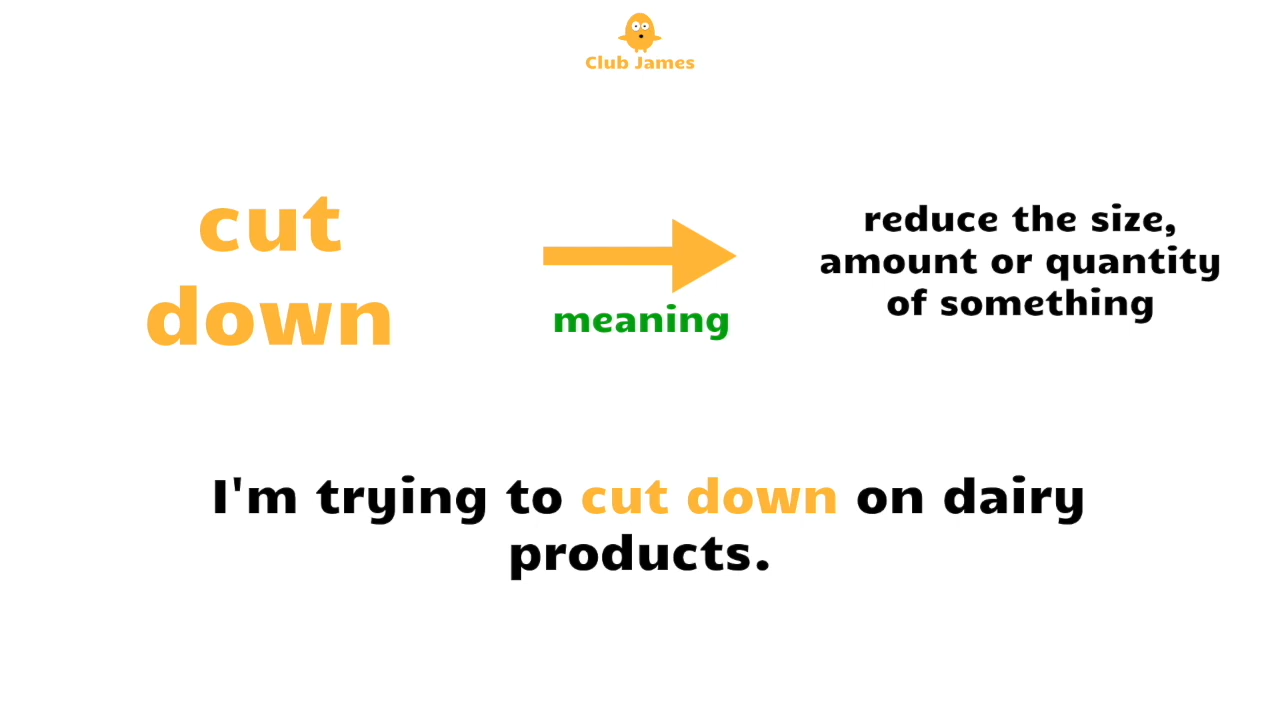 Club James
cut
down
meaning
reduce the size,
amount or quantity
of something
I'm trying to cut down on dairy
products.